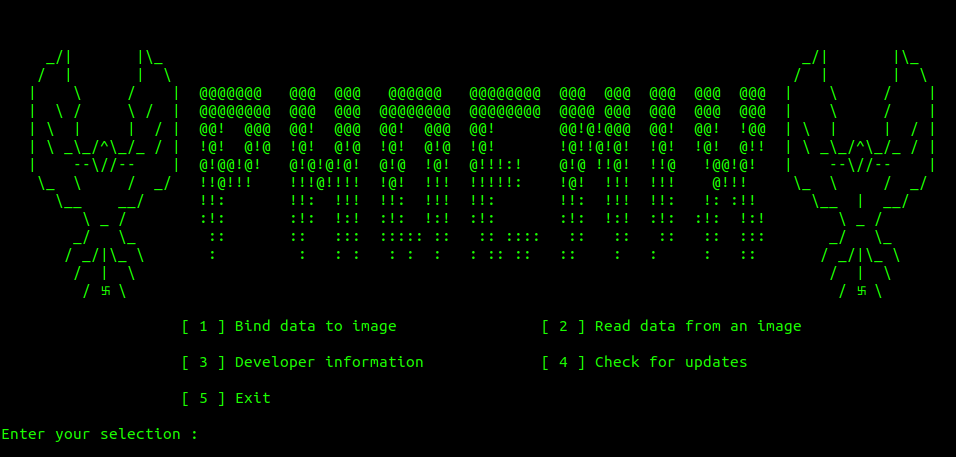 PHOENIX
[ 1 ] Bind data to image [ 2 ] Read data from an image
[ 3 ] Developer information [ 4 ] Check for updates
[ 5 ] Exit
Enter your selection :